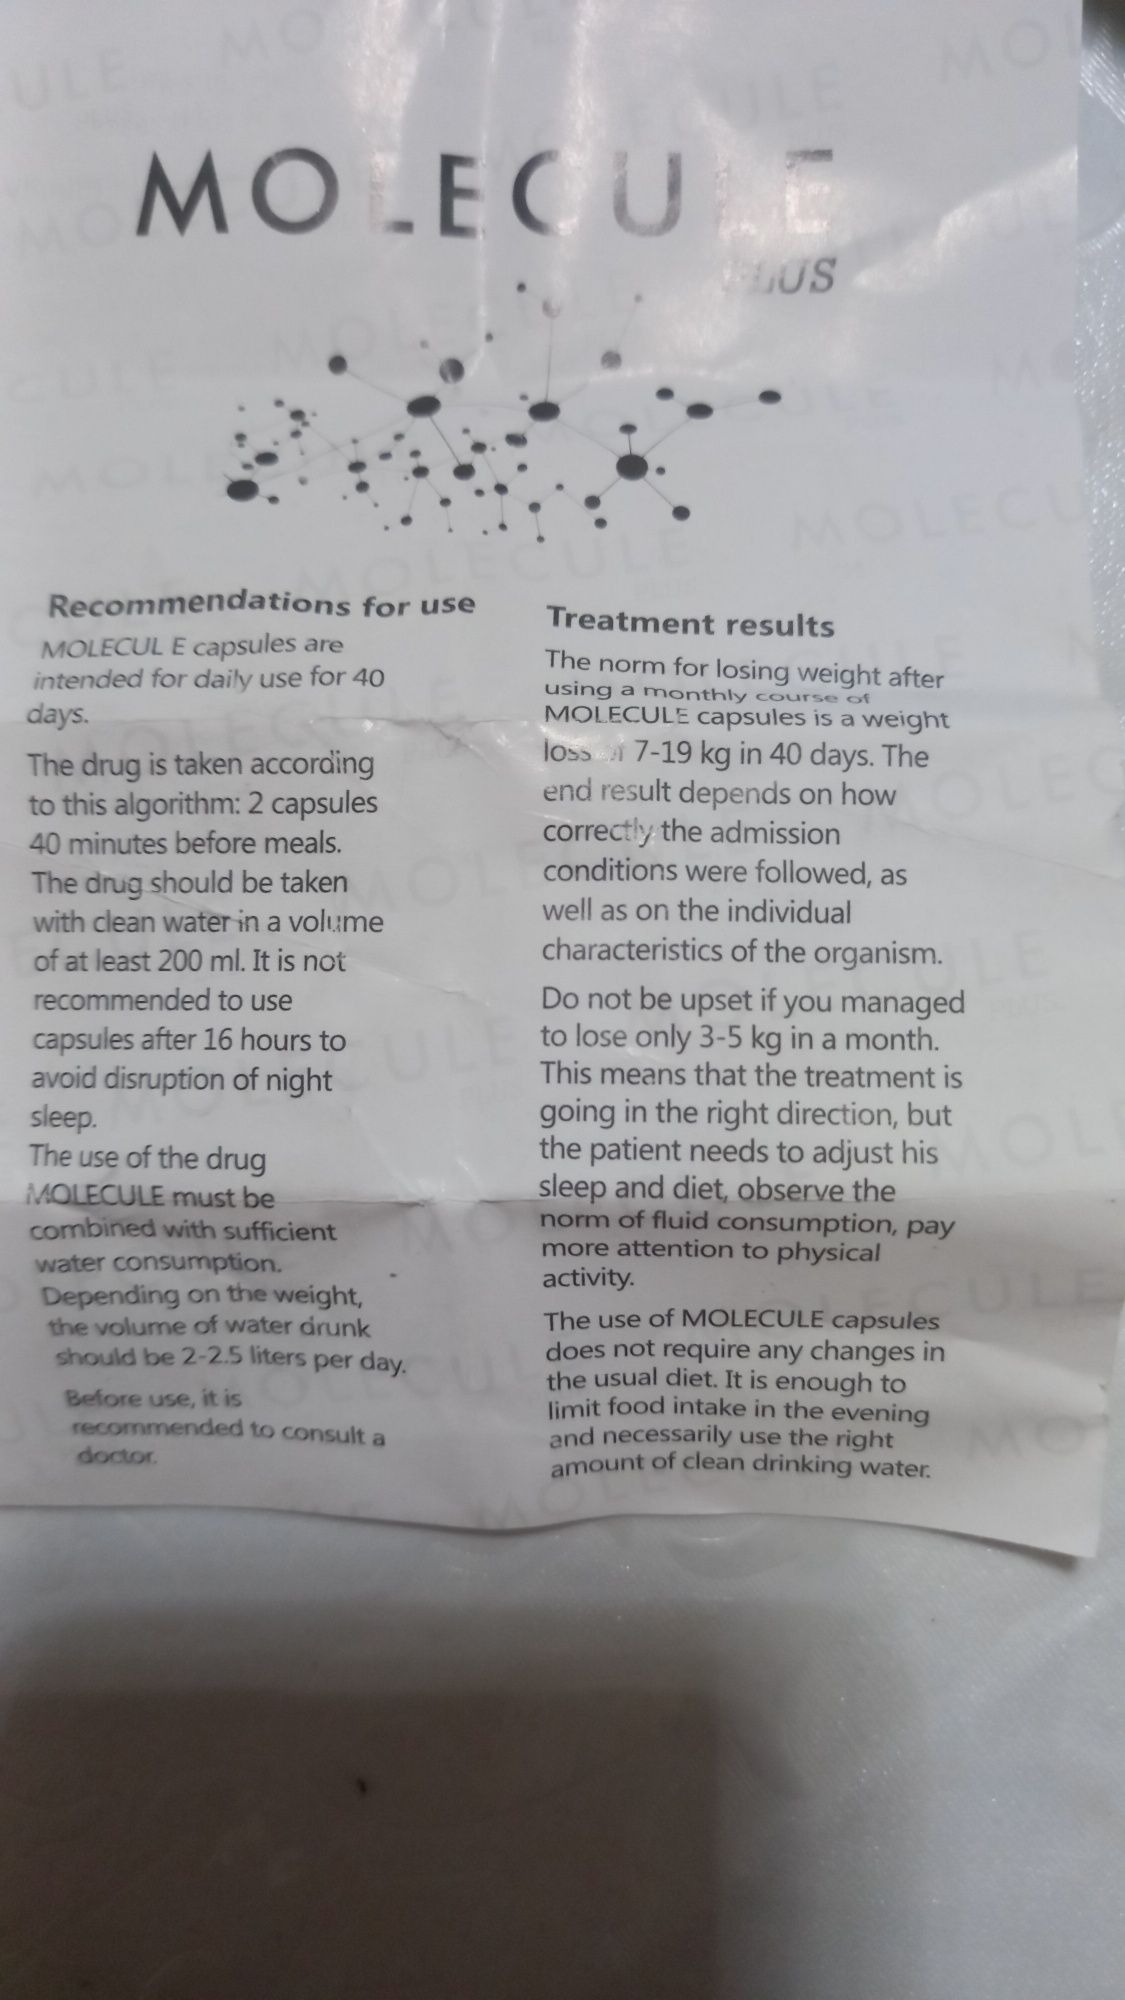 MOLECULE
PLUS
Recommendations for use
MOLECUL E capsules are
intended for daily use for 40
days.
The drug is taken according
to this algorithm: 2 capsules
40 minutes before meals.
The drug should be taken
with clean water in a volume
of at least 200 ml. It is not
recommended to use
capsules after 16 hours to
avoid disruption of night
sleep.
The use of the drug
MOLECULE must be
combined with sufficient
water consumption.
Depending on the weight,
the volume of water drunk
should be 2-2.5 liters per day.
Before use, it is
recommended to consult a
doctor.
Treatment results
The norm for losing weight after
using a monthly course of
MOLECULE capsules is a weight
loss of 7-19 kg in 40 days. The
end result depends on how
correctly the admission
conditions were followed, as
well as on the individual
characteristics of the organism.
Do not be upset if you managed
to lose only 3-5 kg in a month.
This means that the treatment is
going in the right direction, but
the patient needs to adjust his
sleep and diet, observe the
norm of fluid consumption, pay
more attention to physical
activity.
The use of MOLECULE capsules
does not require any changes in
the usual diet. It is enough to
limit food intake in the evening
and necessarily use the right
amount of clean drinking water.